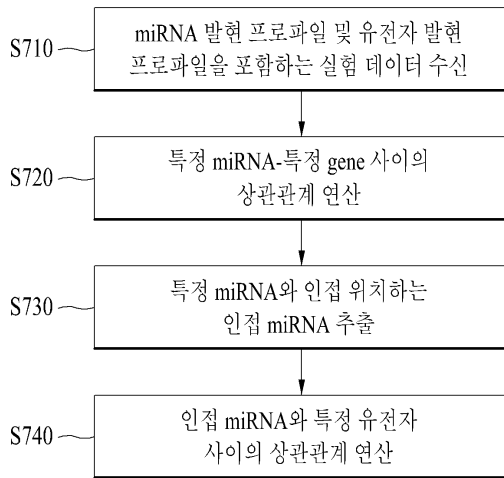 S710
miRNA 발현 프로파일 및 유전자 발현
프로파일을 포함하는 실험 데이터 수신
S720
특정 miRNA-특정 gene 사이의
상관관계 연산
S730
특정 miRNA와 인접 위치하는
인접 miRNA 추출
S740
인접 miRNA와 특정 유전자
사이의 상관관계 연산